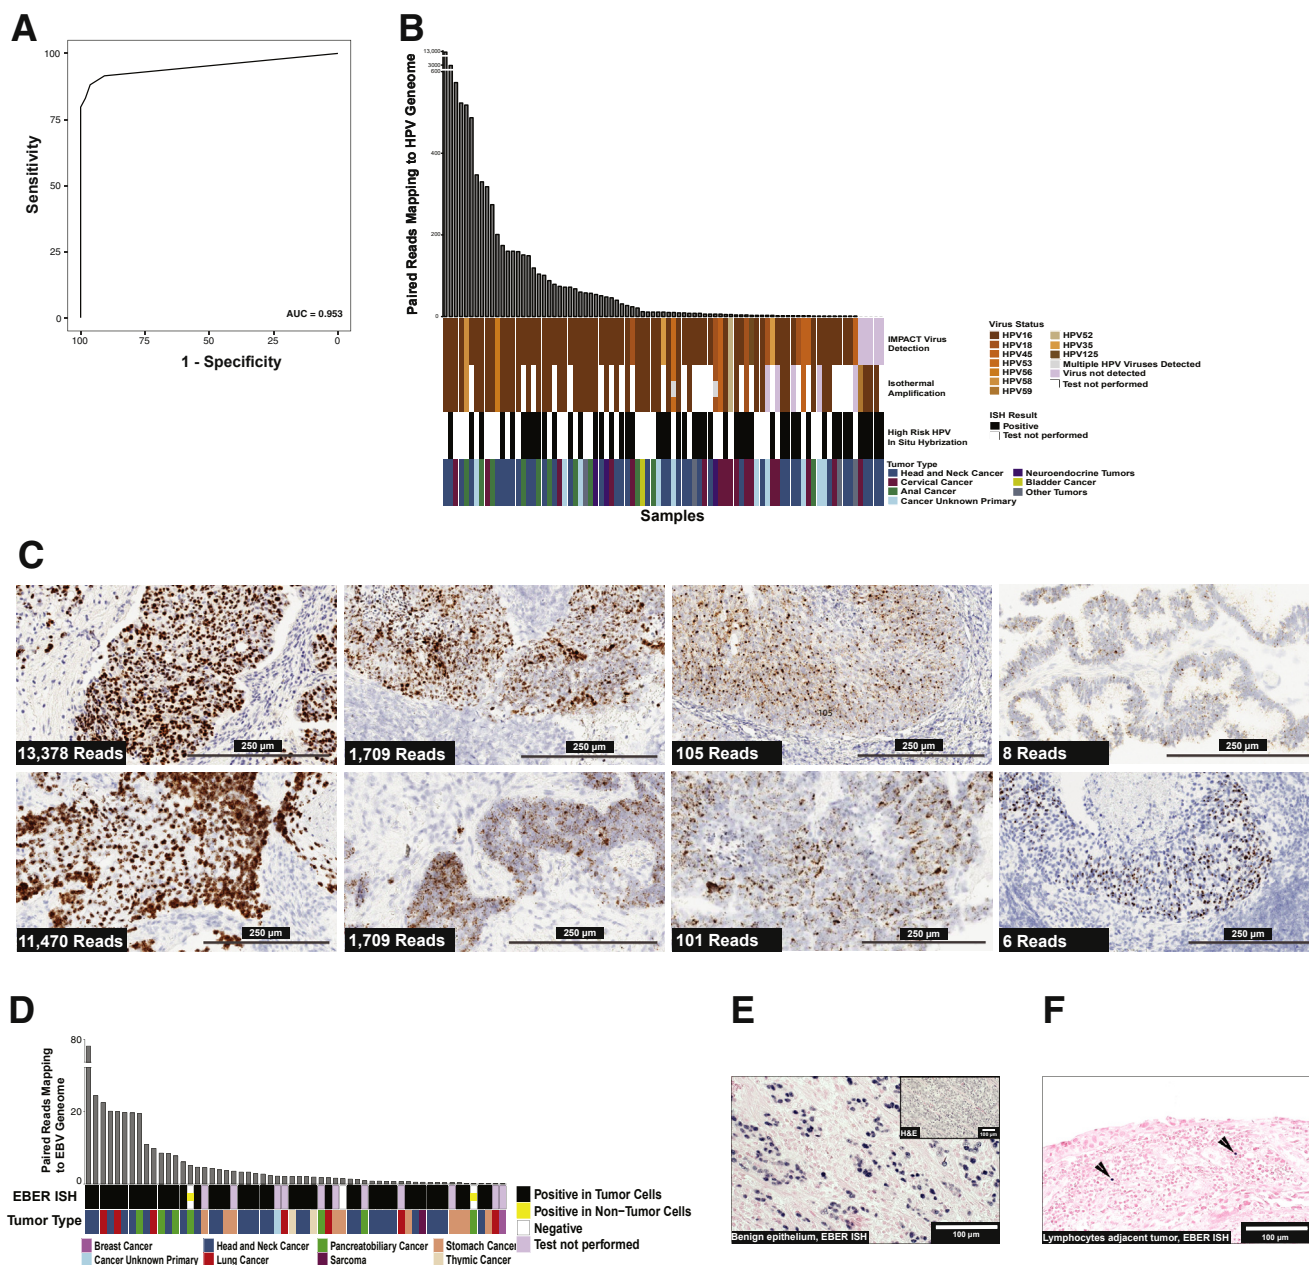 A
100
75
50
25
0
Sensitivity
AUC = 0.953
100 75 50 25 0
1 - Specificity
B
Paired Reads Mapping to HPV Geneome
13,000
3000
600
400
200
0
IMPACT Virus
Detection
Isothermal
Amplification
High Risk HPV
In Situ Hybrization
Virus Status
HPV16
HPV18
HPV45
HPV53
HPV56
HPV58
HPV59
HPV52
HPV35
HPV125
Multiple HPV Viruses Detected
Virus not detected
Test not performed
ISH Result
Positive
Test not performed
Tumor Type
Head and Neck Cancer
Cervical Cancer
Anal Cancer
Cancer Unknown Primary
Neuroendocrine Tumors
Bladder Cancer
Other Tumors
Samples
C
13,378 Reads 250 µm
1,709 Reads 250 µm
105
105 Reads 250 µm
8 Reads 250 µm
11,470 Reads 250 µm
1,709 Reads 250 µm
101 Reads 250 µm
6 Reads 250 µm
D
Paired Reads Mapping
to EBV Geneome
80
20
0
EBER ISH
Tumor Type
Positive in Tumor Cells
Positive in Non-Tumor Cells
Negative
Test not performed
Breast Cancer Head and Neck Cancer Pancreatobiliary Cancer Stomach Cancer
Cancer Unknown Primary Lung Cancer Sarcoma Thymic Cancer
E
H&E 100 µm
Benign epithelium, EBER ISH 100 µm
F
Lymphocytes adjacent tumor, EBER ISH 100 µm